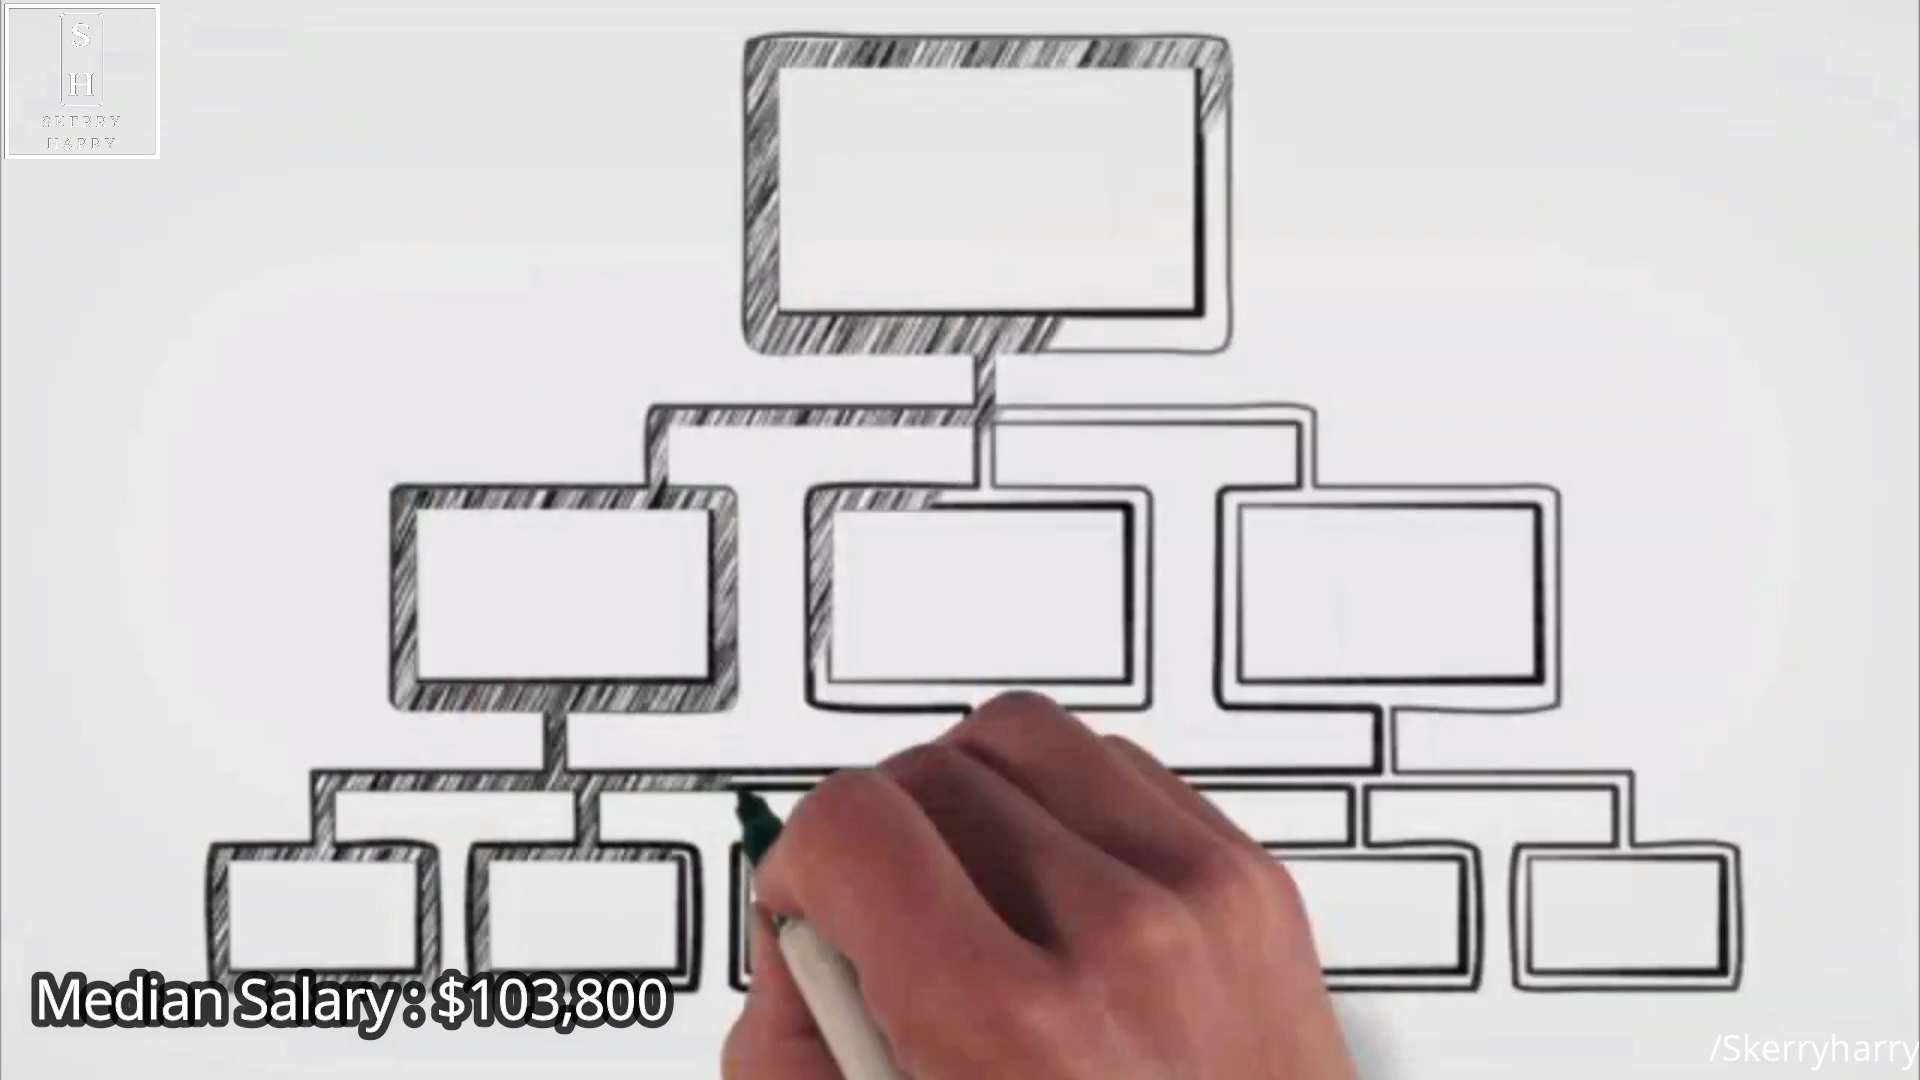 S
H
SKERRY
HARRY
Median Salary : $103,800
/Skerryharry